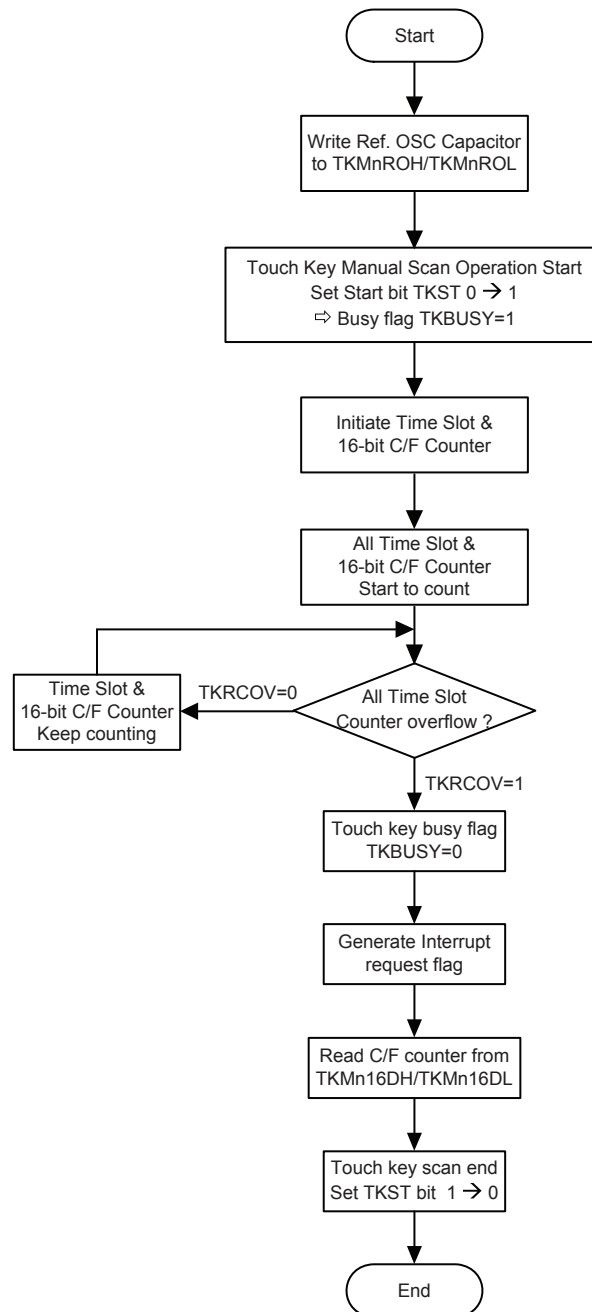 Start
Write Ref. OSC Capacitor
to TKMnROH/TKMnROL
Touch Key Manual Scan Operation Start
Set Start bit TKST 0 → 1
⇨ Busy flag TKBUSY=1
Initiate Time Slot &
16-bit C/F Counter
All Time Slot &
16-bit C/F Counter
Start to count
All Time Slot
Counter overflow ?
TKRCOV=0
Time Slot &
16-bit C/F Counter
Keep counting
TKRCOV=1
Touch key busy flag
TKBUSY=0
Generate Interrupt
request flag
Read C/F counter from
TKMn16DH/TKMn16DL
Touch key scan end
Set TKST bit 1 → 0
End